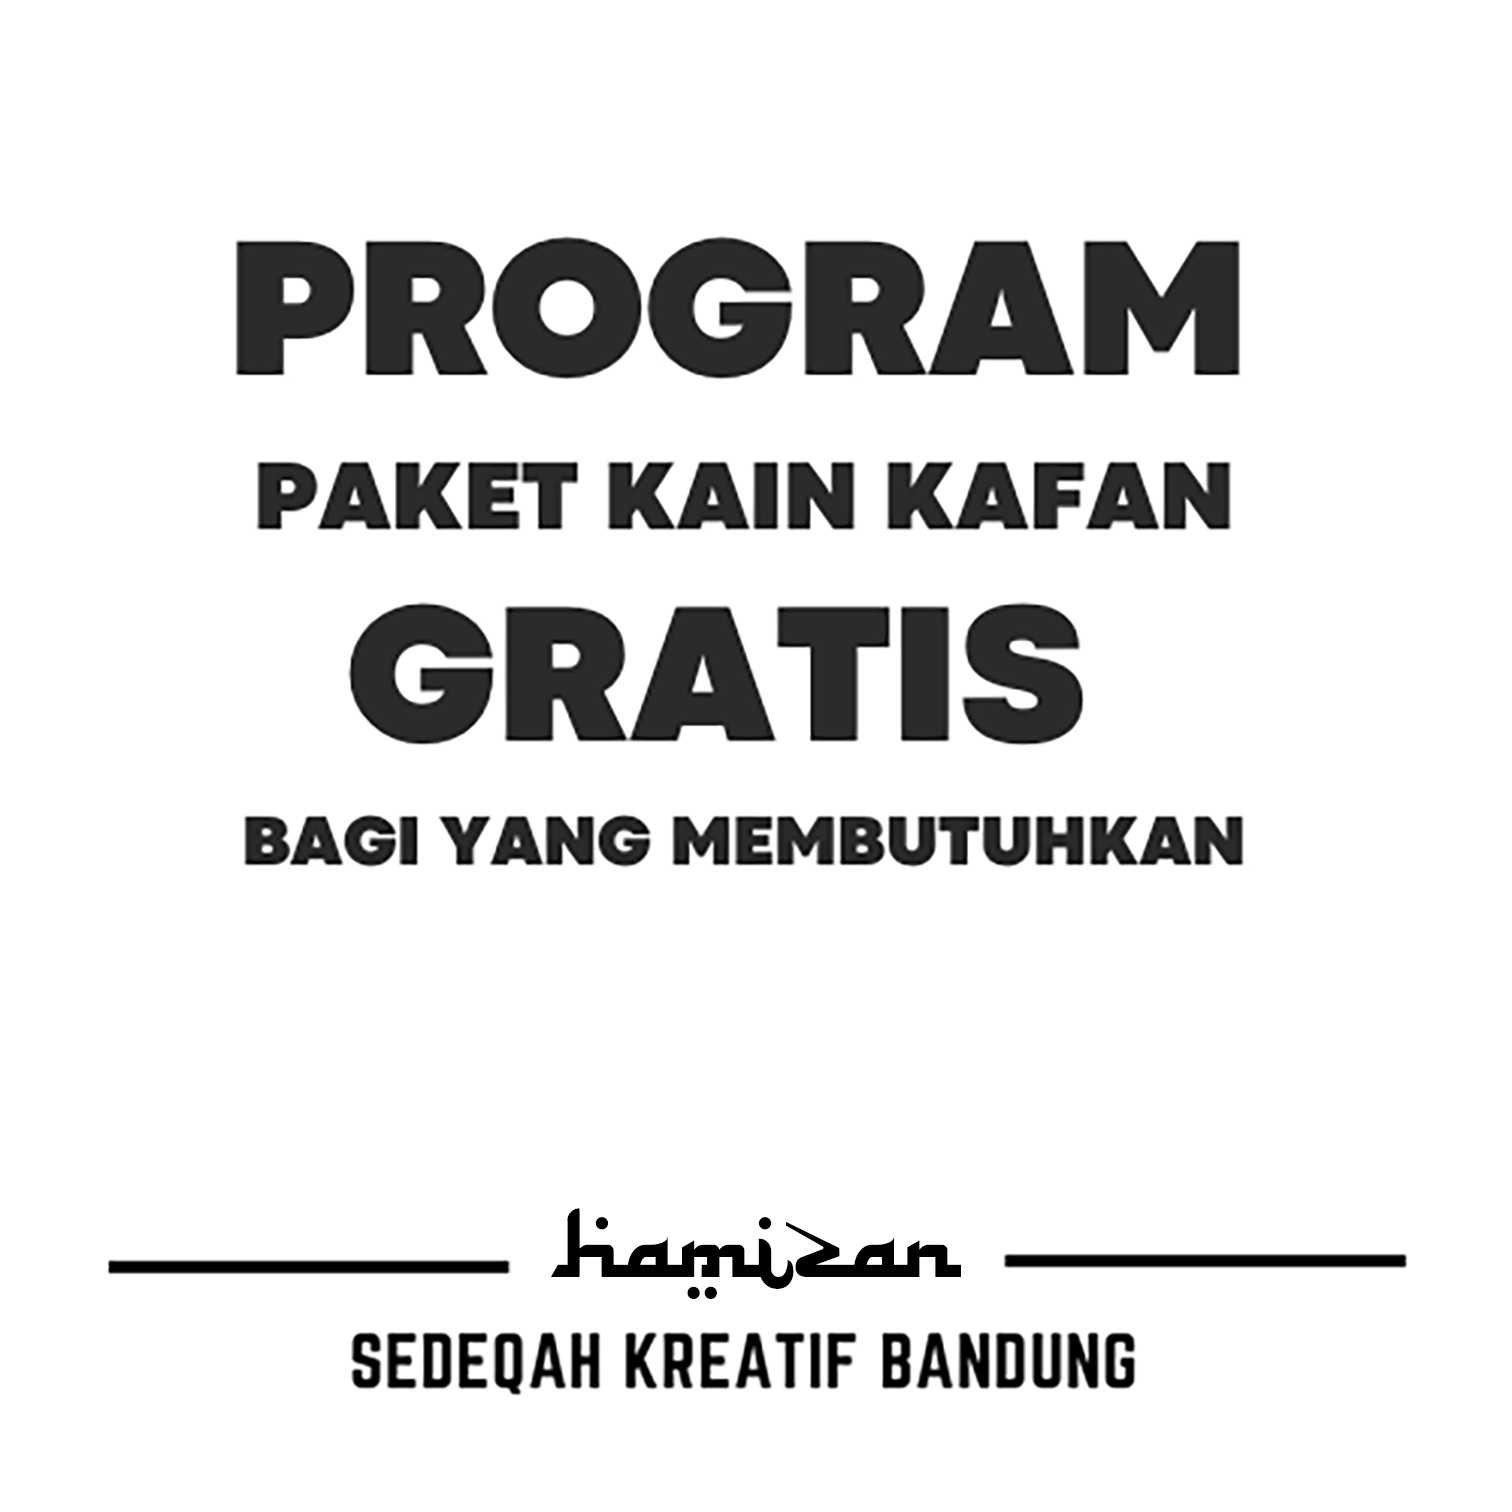 PROGRAM
PAKET KAIN KAFAN
GRATIS
BAGI YANG MEMBUTUHKAN
hamizan
SEDEQAH KREATIF BANDUNG